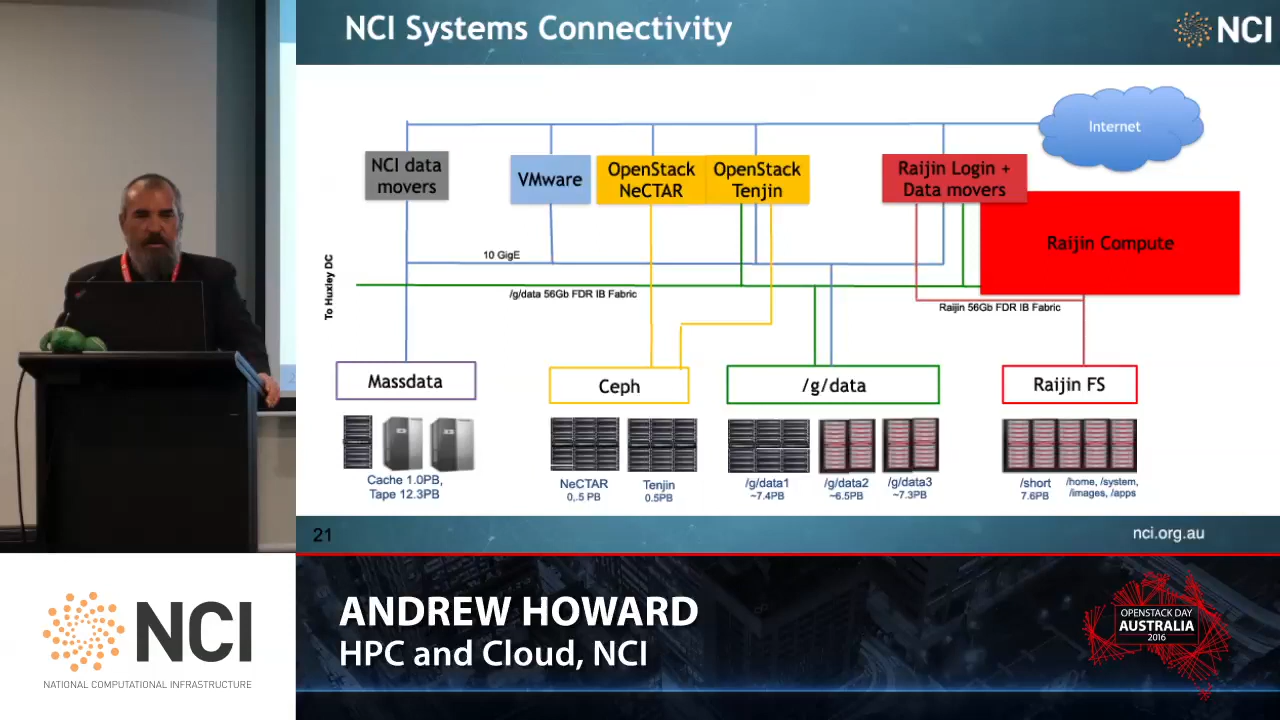 NCI Systems Connectivity
NCI
Internet
NCI data
movers
VMware
OpenStack
NeCTAR
OpenStack
Tenjin
Raijin Login +
Data movers
Raijin Compute
To Huxley DC
10 GigE
/g/data 56Gb FDR IB Fabric
Raijin 56Gb FDR IB Fabric
Massdata
Ceph
/g/data
Raijin FS
Cache 1.0PB,
Tape 12.3PB
NeCTAR
0,.5 PB
Tenjin
0.5PB
/g/data1
~7.4PB
/g/data2
~6.5PB
/g/data3
~7.3PB
/short
7.6PB
/home, /system,
/images, /apps
21
nci.org.au
NCI
NATIONAL COMPUTATIONAL INFRASTRUCTURE
ANDREW HOWARD
HPC and Cloud, NCI
OPENSTACK DAY
AUSTRALIA
2016